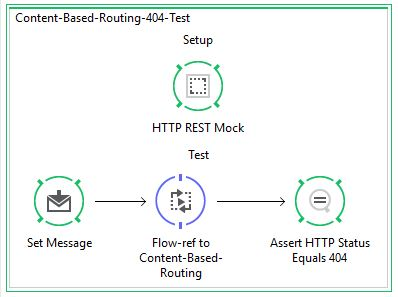 Content-Based-Routing-404-Test
Setup
HTTP REST Mock
Test
Set Message
Flow-ref to
Content-Based-
Routing
Assert HTTP Status
Equals 404